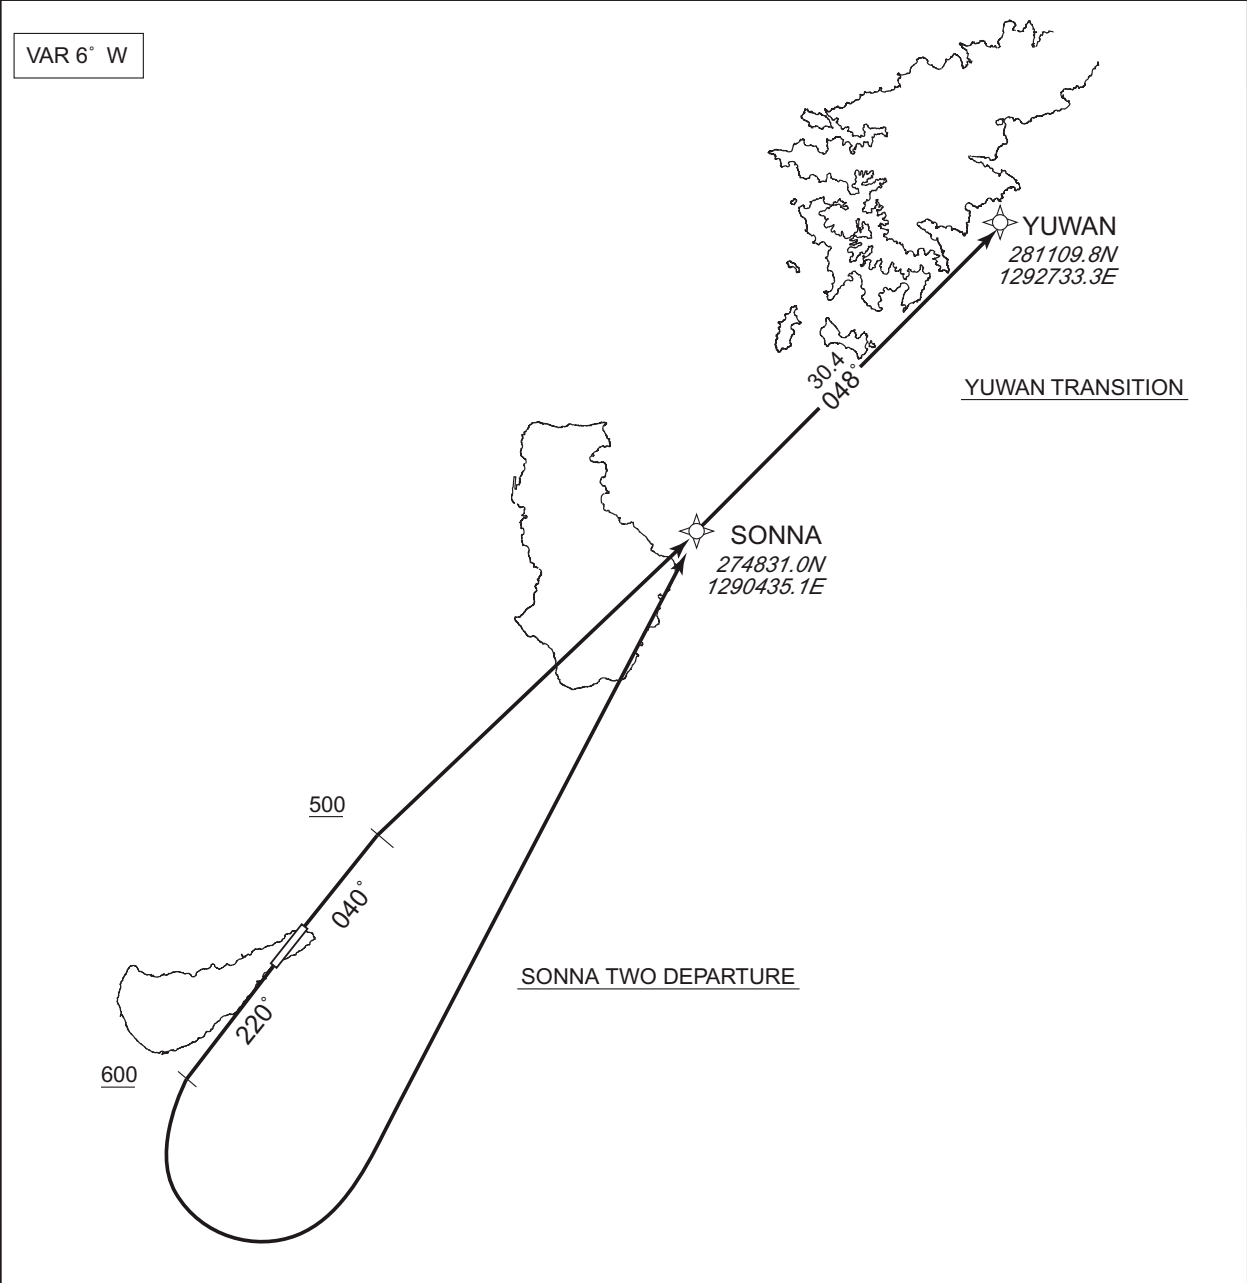 VAR 6° W
YUWAN
281109.8N
1292733.3E
30.4
048°
YUWAN TRANSITION
SONNA
274831.0N
1290435.1E
500
040°
SONNA TWO DEPARTURE
220°
600